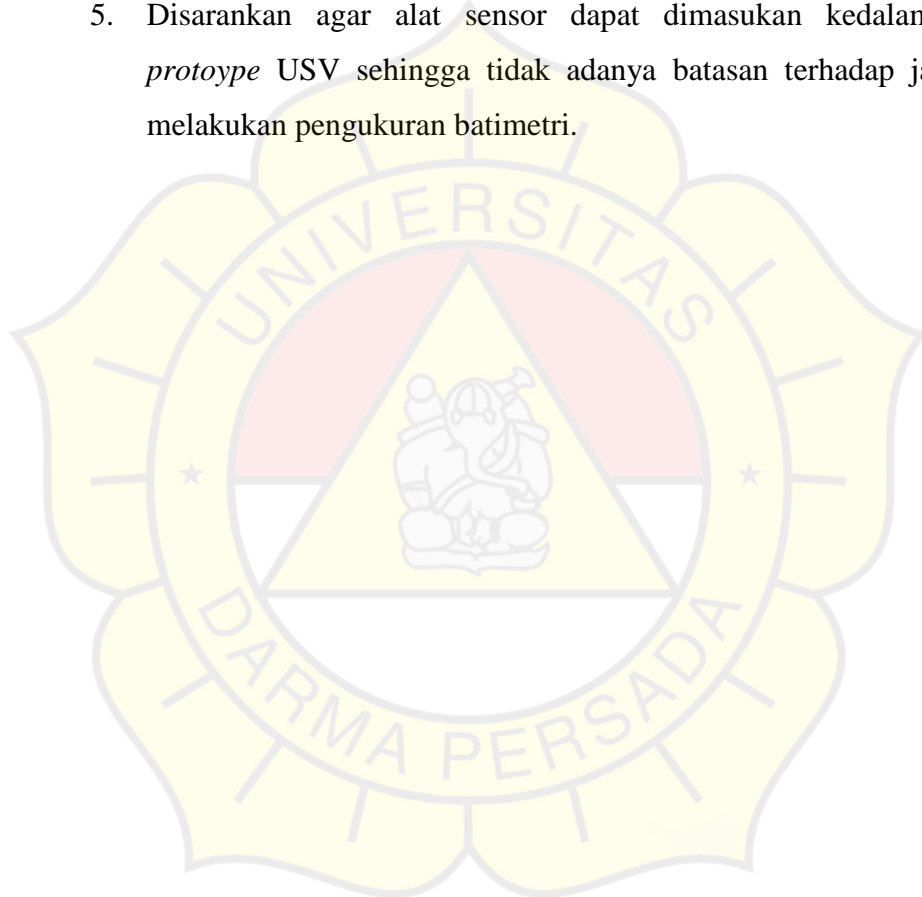 5. Disarankan agar alat sensor dapat dimasukan kedalam
protoype USV sehingga tidak adanya batasan terhadap
melakukan pengukuran batimetri.
UNIVERSITAS
DARMA PERSADA